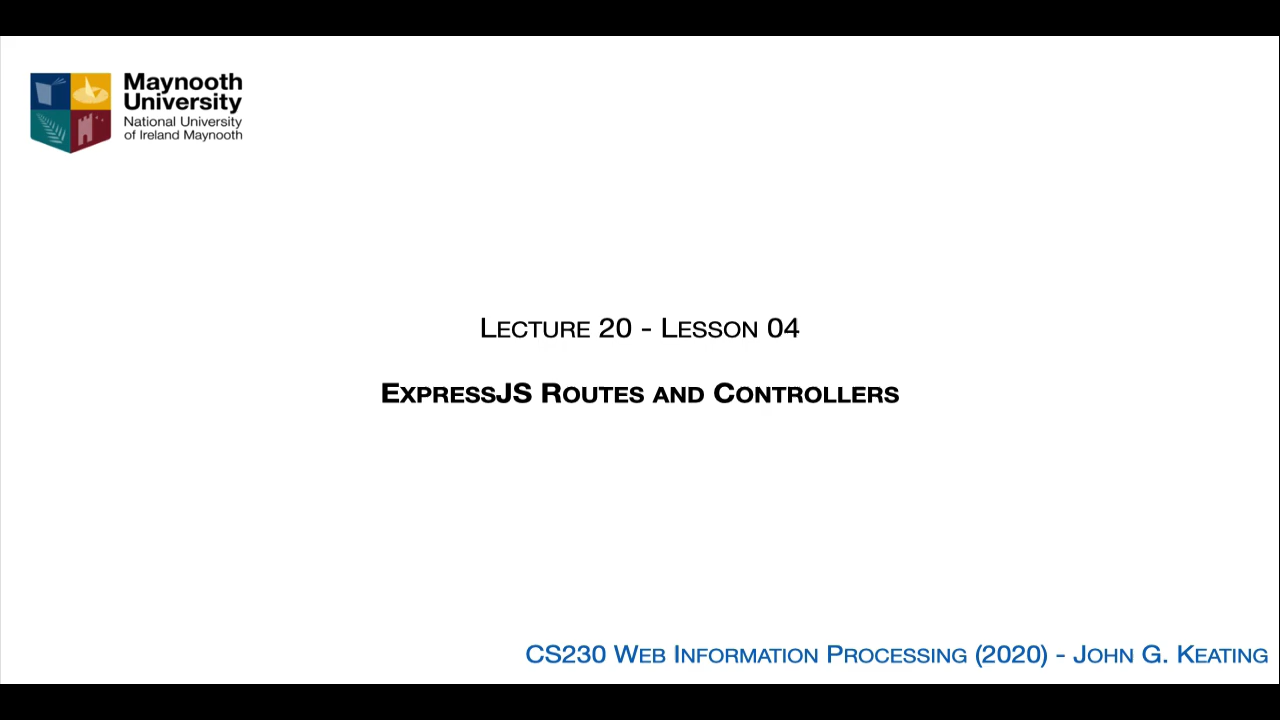 Maynooth
University
National University
of Ireland Maynooth
Lecture 20 - Lesson 04
ExpressJS Routes and Controllers
CS230 Web Information Processing (2020) - John G. Keating